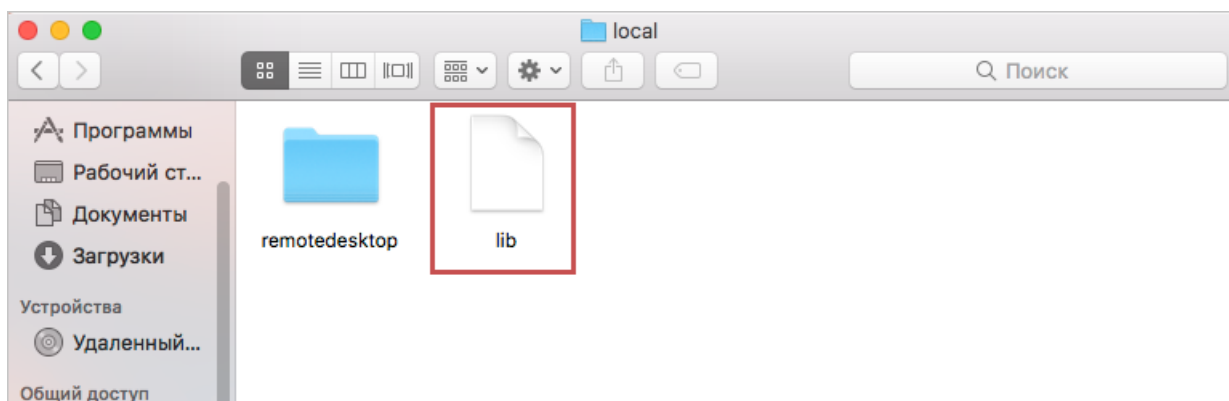 local
Поиск
Программы
Рабочий ст...
Документы
Загрузки
Устройства
Удаленный...
Общий доступ
remotedesktop
lib